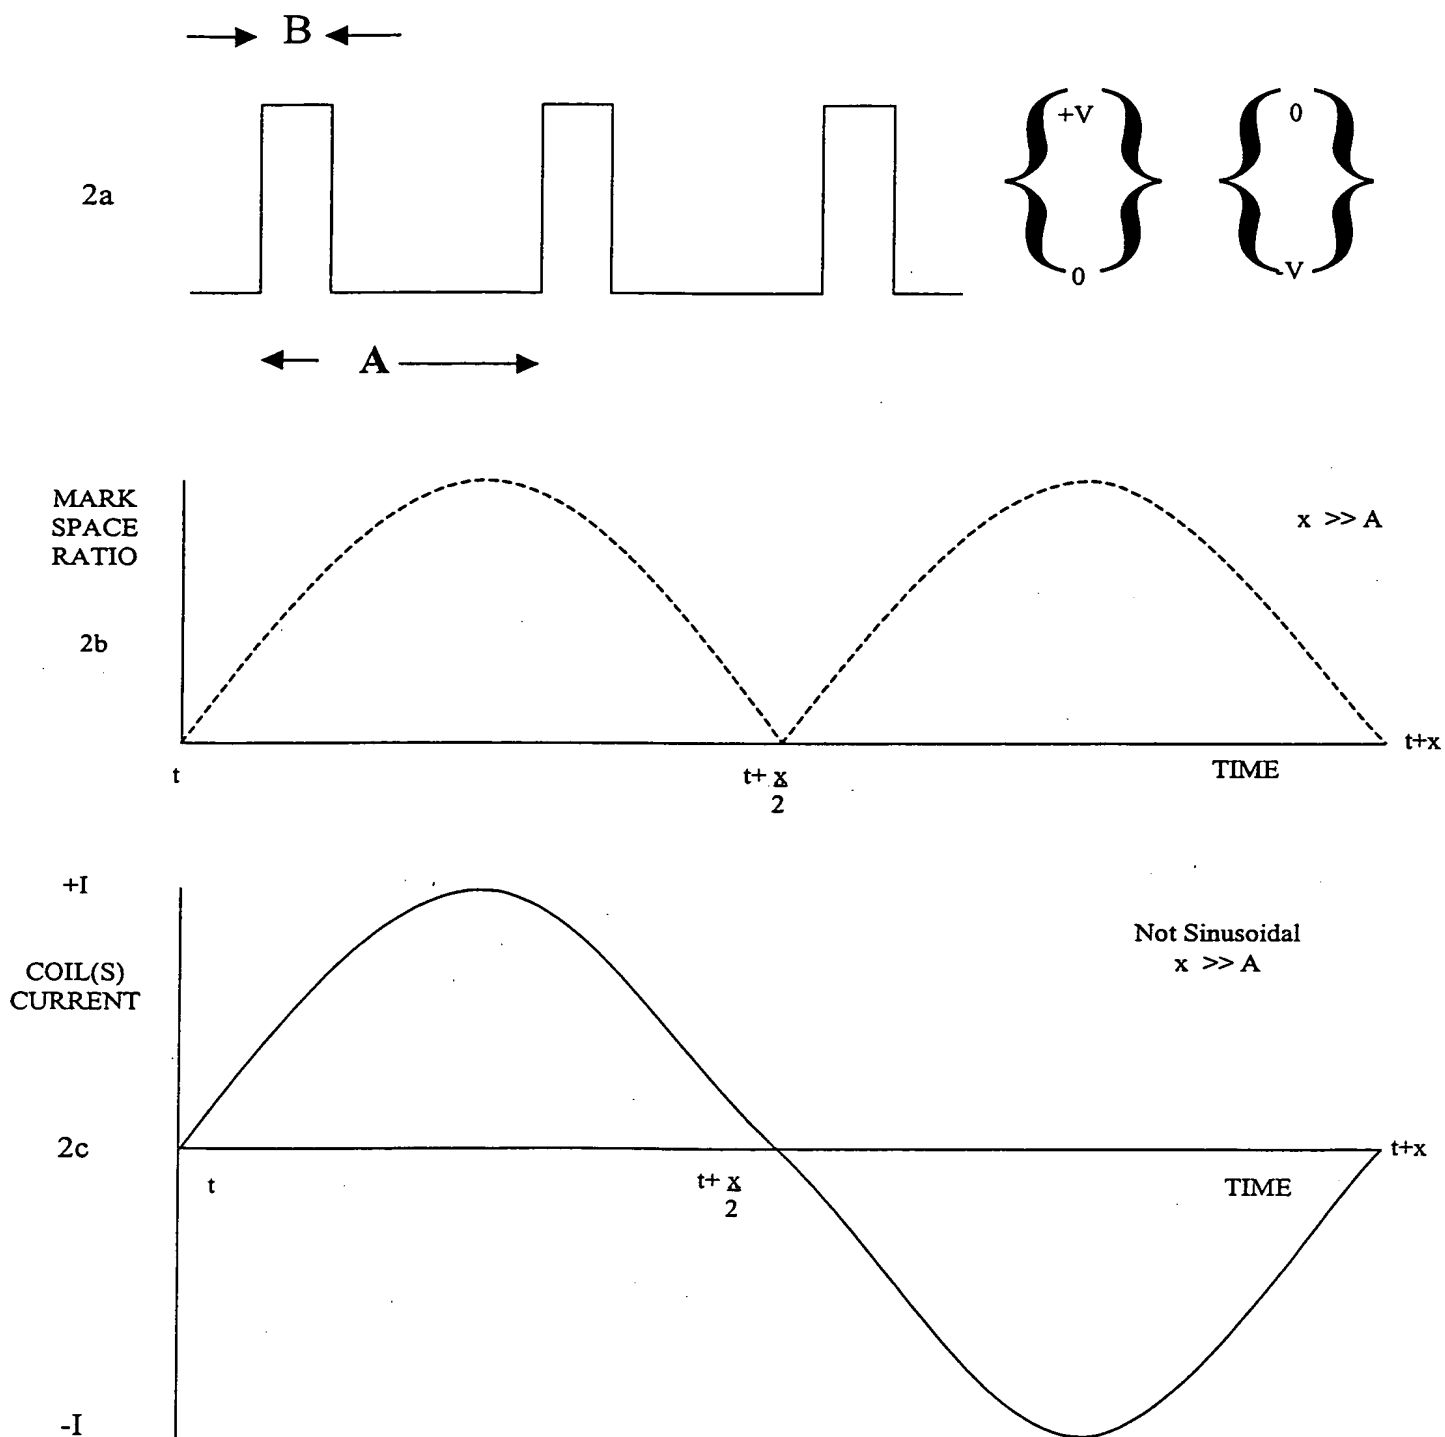 B
+V
0
2a
0
-V
A
MARK
SPACE
RATIO
x >> A
2b
t+x
t
t+ x
2
TIME
+I
Not Sinusoidal
x >> A
COIL(S)
CURRENT
2c
t+x
t
t+ x
2
TIME
-I